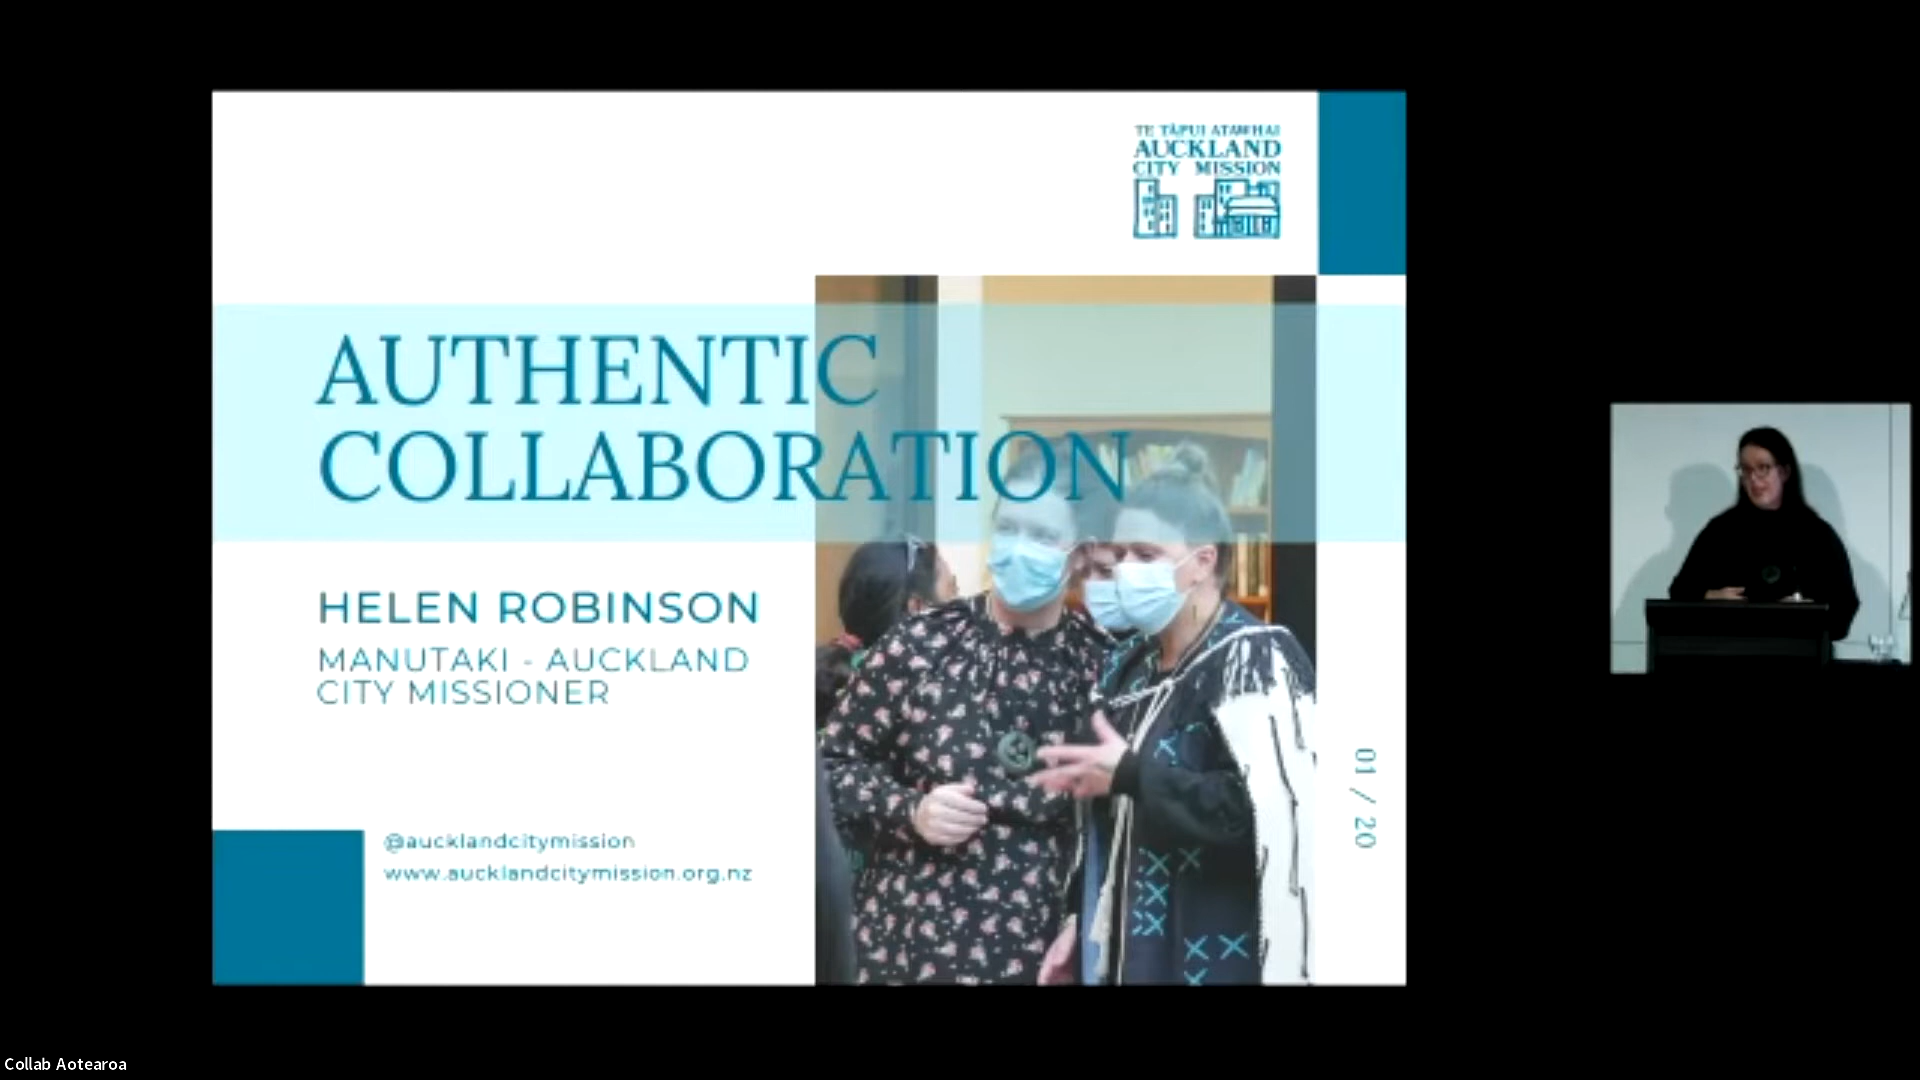 TE TĀPUI ATAWHAI
AUCKLAND
CITY MISSION
AUTHENTIC
COLLABORATION
HELEN ROBINSON
MANUTAKI - AUCKLAND
CITY MISSIONER
@aucklandcitymission
www.aucklandcitymission.org.nz
01 / 20
Collab Aotearoa